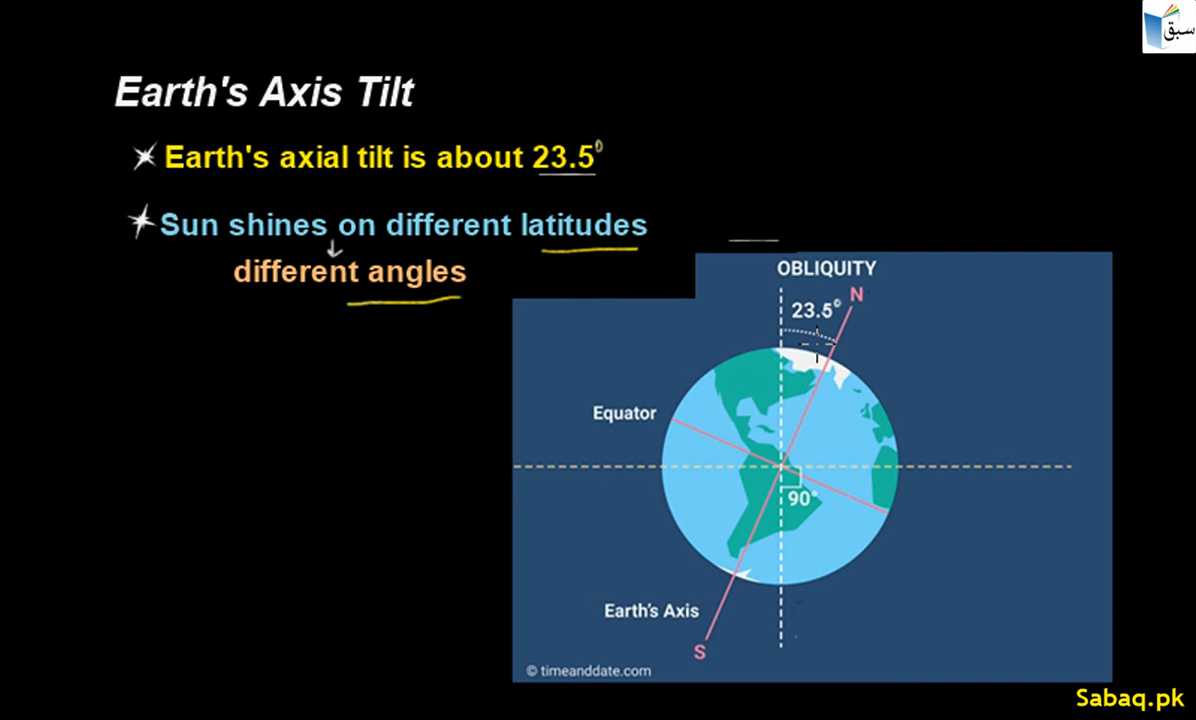 سبق
Earth's Axis Tilt
Earth's axial tilt is about 23.5°
Sun shines on different latitudes
different angles
OBLIQUITY
N
23.5°
Equator
90°
Earth's Axis
S
© timeanddate.com
Sabaq.pk